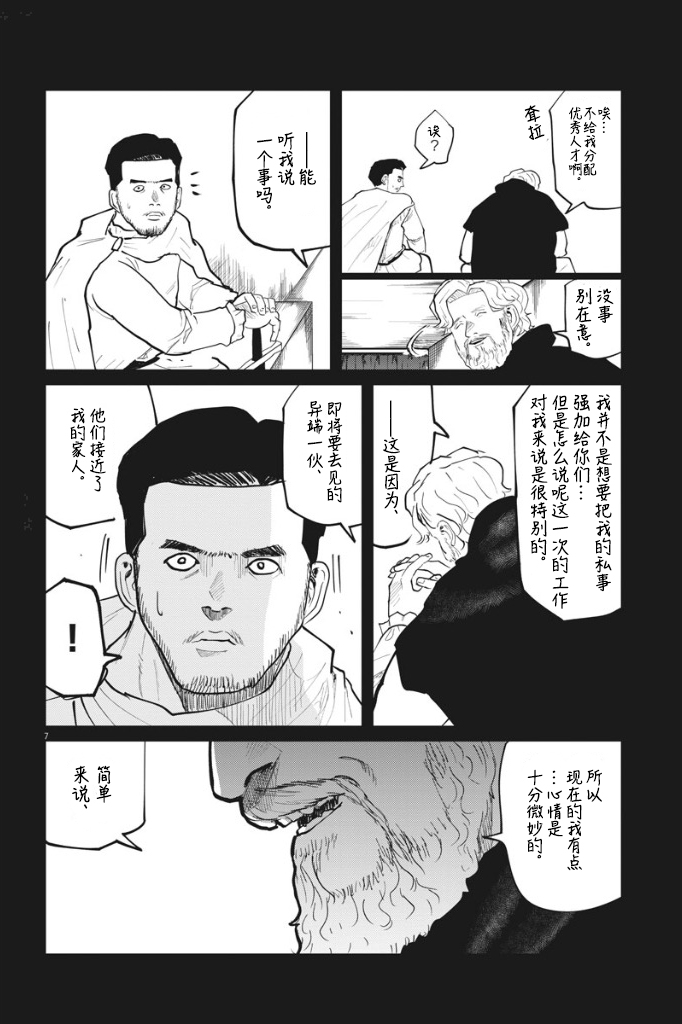 唉…
不给我分配
优秀人才啊。
耷拉
诶？
没事
别在意。
——能
听我说
一个事吗。
我并不是想要把我的私事
强加给你们…
但是怎么说呢这一次的工作
对我来说是很特别的。
——这是因为、
即将要去见的
异端一伙、
他们接近了
我的家人。
！
7
所以
现在的我有点
…心情是
十分微妙的。
简单
来说、